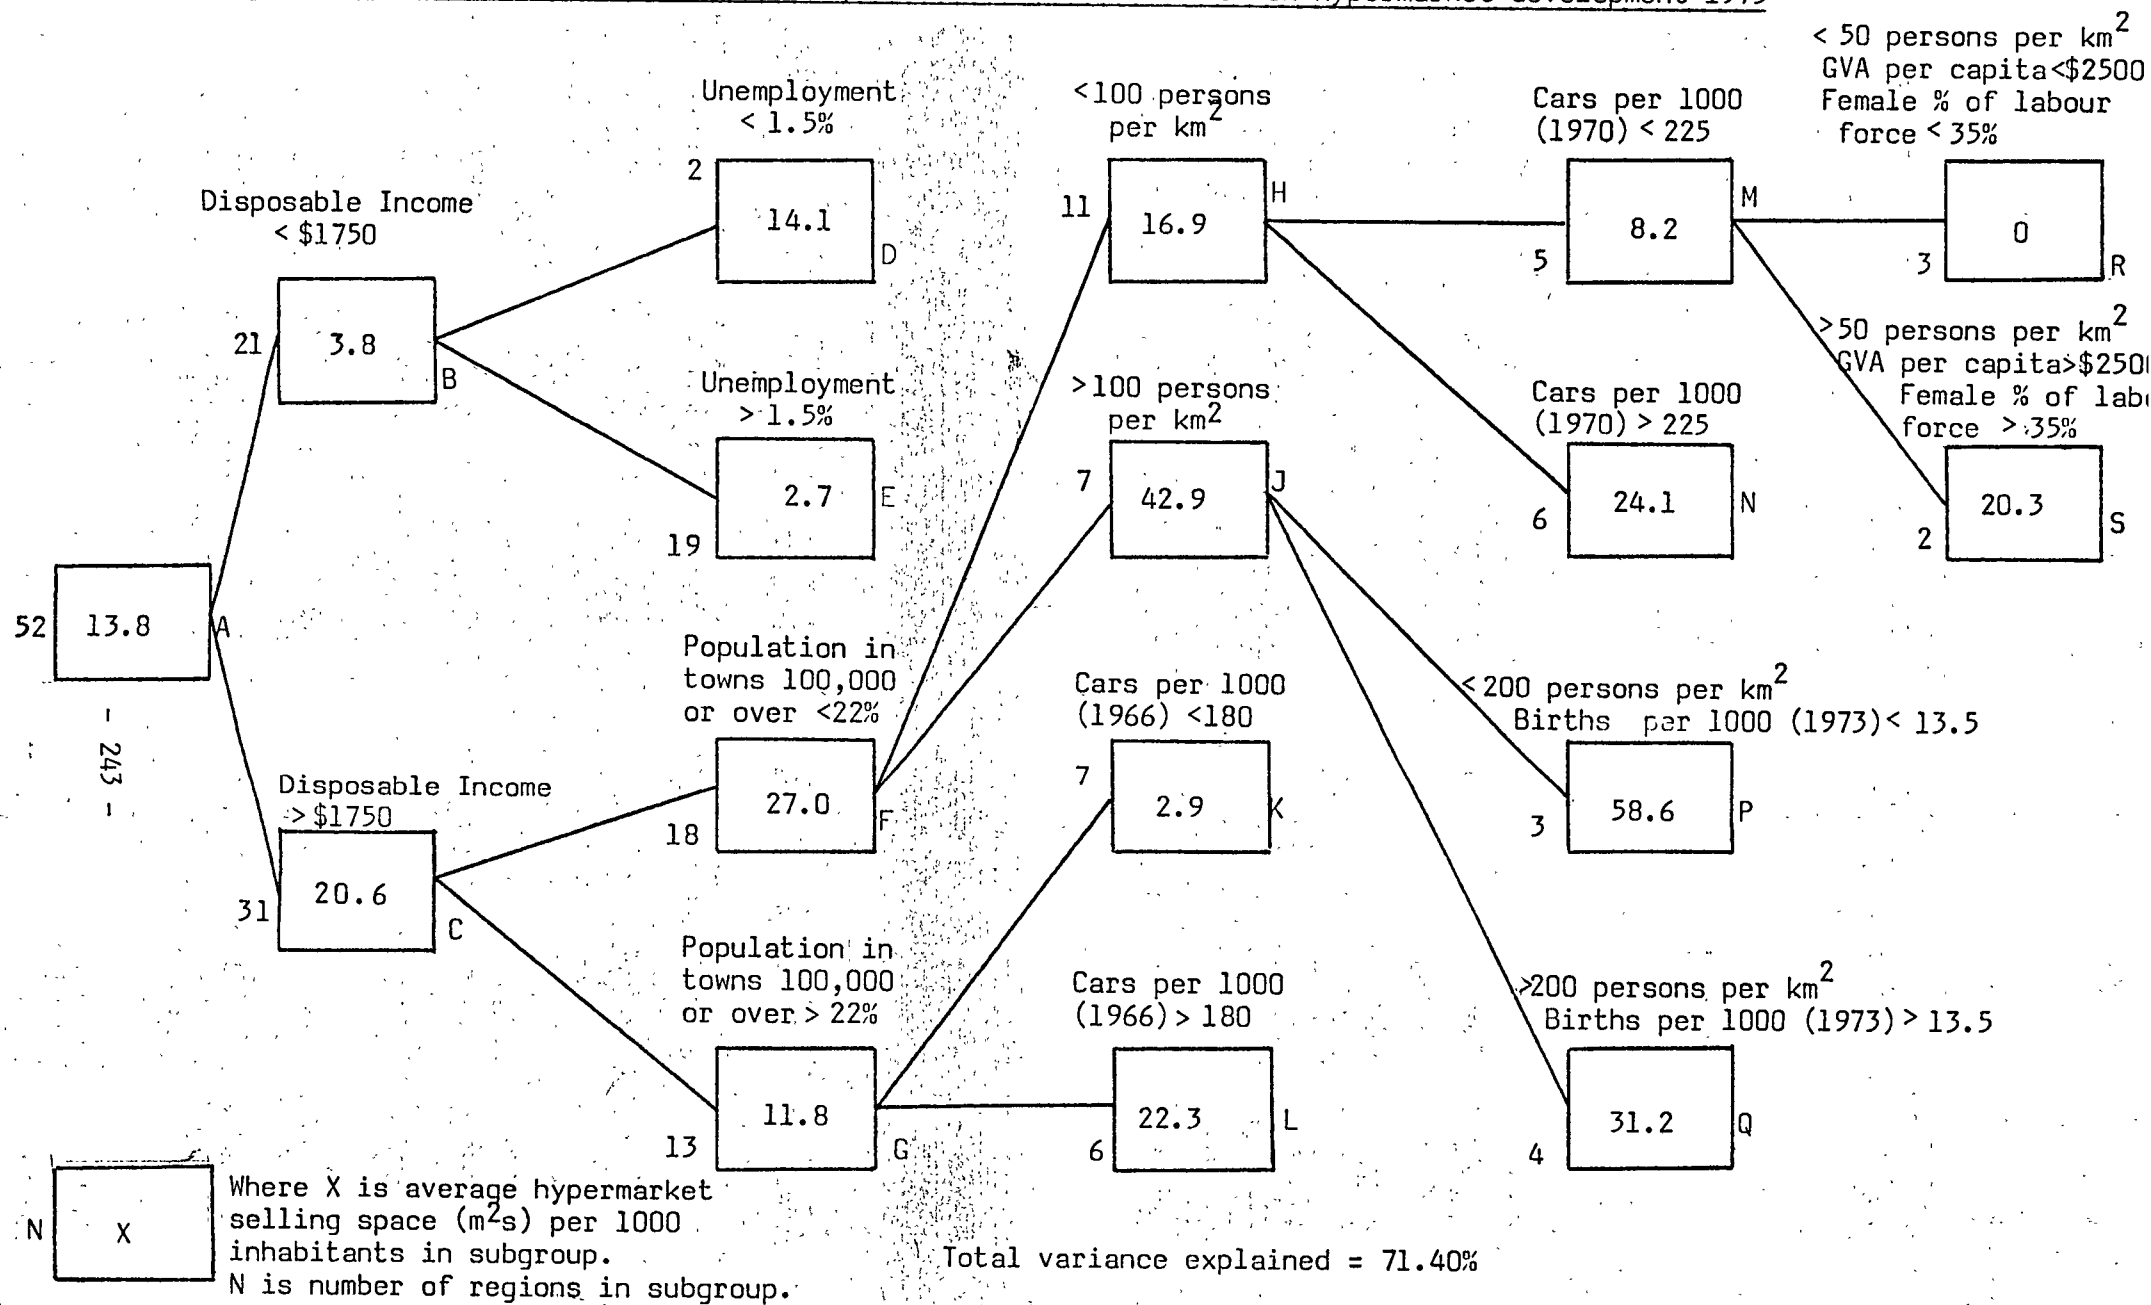 Hypermarket development 1975
< 50 persons per km2
GVA per capita<$2500
Female % of labour
force < 35%
Unemployment
< 1.5%
2
14.1
D
<100 persons
per km2
11
16.9
H
Cars per 1000
(1970) < 225
5
8.2
M
3
0
R
Disposable Income
< $1750
21
3.8
B
Unemployment
> 1.5%
19
2.7
E
>100 persons
per km2
7
42.9
J
Cars per 1000
(1970) > 225
6
24.1
N
>50 persons per km2
GVA per capita>$250
Female % of lab
force > 35%
2
20.3
S
52
13.8
A
- 243 -
Population in
towns 100,000
or over <22%
18
27.0
F
Cars per 1000
(1966) <180
7
2.9
K
<200 persons per km2
Births per 1000 (1973)< 13.5
3
58.6
P
Disposable Income
> $1750
31
20.6
C
Population in
towns 100,000
or over > 22%
13
11.8
G
Cars per 1000
(1966) > 180
6
22.3
L
>200 persons per km2
Births per 1000 (1973) > 13.5
4
31.2
Q
N
X
Where X is average hypermarket
selling space (m2s) per 1000
inhabitants in subgroup.
N is number of regions in subgroup.
Total variance explained = 71.40%